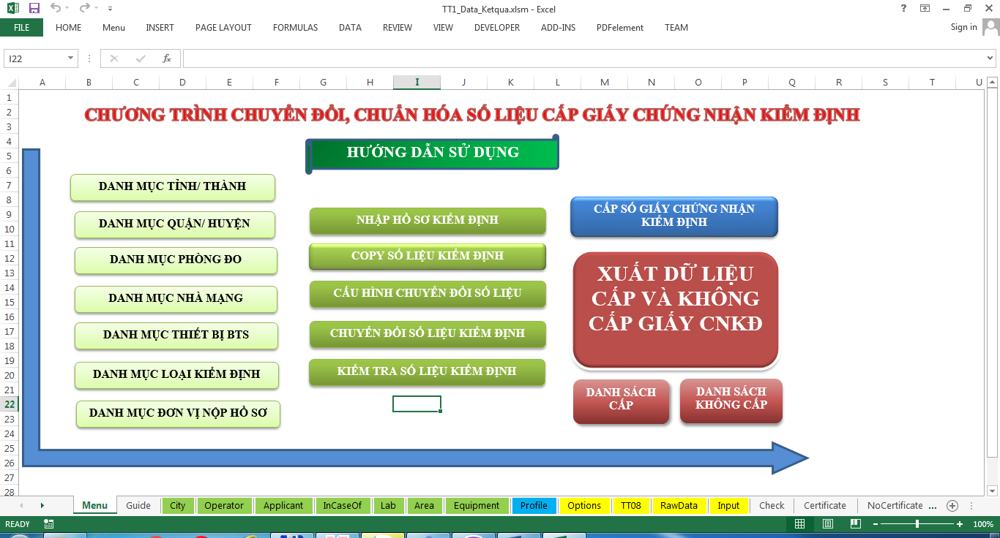 TT1_Data_Ketqua.xlsm - Excel
FILE HOME Menu INSERT PAGE LAYOUT FORMULAS DATA REVIEW VIEW DEVELOPER ADD-INS PDFelement TEAM Sign in
I22 fx
A B C D E F G H I J K L M N O P Q R S T U
1
2
3
4
5
6
7
8
9
10
11
12
13
14
15
16
17
18
19
20
21
22
23
24
25
26
27
28
CHƯƠNG TRÌNH CHUYỂN ĐỔI, CHUẨN HÓA SỐ LIỆU CẤP GIẤY CHỨNG NHẬN KIỂM ĐỊNH
HƯỚNG DẪN SỬ DỤNG
DANH MỤC TỈNH/ THÀNH
DANH MỤC QUẬN/ HUYỆN
DANH MỤC PHÒNG ĐO
DANH MỤC NHÀ MẠNG
DANH MỤC THIẾT BỊ BTS
DANH MỤC LOẠI KIỂM ĐỊNH
DANH MỤC ĐƠN VỊ NỘP HỒ SƠ
NHẬP HỒ SƠ KIỂM ĐỊNH
COPY SỐ LIỆU KIỂM ĐỊNH
CẤU HÌNH CHUYỂN ĐỔI SỐ LIỆU
CHUYỂN ĐỔI SỐ LIỆU KIỂM ĐỊNH
KIỂM TRA SỐ LIỆU KIỂM ĐỊNH
CẤP SỐ GIẤY CHỨNG NHẬN
KIỂM ĐỊNH
XUẤT DỮ LIỆU
CẤP VÀ KHÔNG
CẤP GIẤY CNKĐ
DANH SÁCH
CẤP
DANH SÁCH
KHÔNG CẤP
Menu Guide City Operator Applicant InCaseOf Lab Area Equipment Profile Options TT08 RawData Input Check Certificate NoCertificate ...
READY 100%